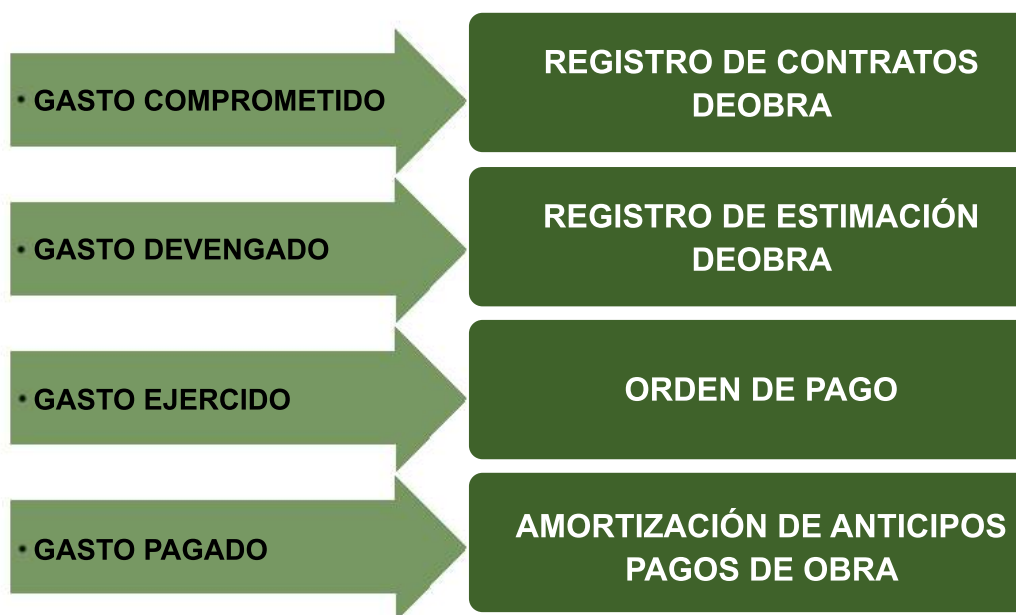 • GASTO COMPROMETIDO
REGISTRO DE CONTRATOS
DEOBRA
• GASTO DEVENGADO
REGISTRO DE ESTIMACIÓN
DEOBRA
• GASTO EJERCIDO
ORDEN DE PAGO
• GASTO PAGADO
AMORTIZACIÓN DE ANTICIPOS
PAGOS DE OBRA